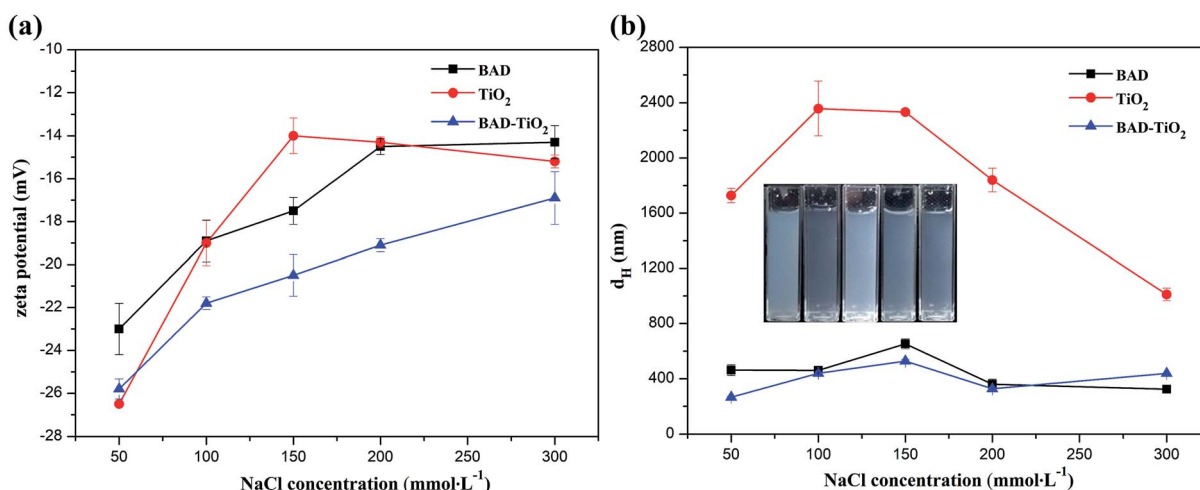 (a)
-10
-12
-14
-16
-18
-20
-22
-24
-26
-28
zeta potential (mV)
BAD
TiO₂
BAD-TiO₂
50 100 150 200 250 300
NaCl concentration (mmol·L⁻¹)
(b)
2800
2400
2000
1600
1200
800
400
0
d_H (nm)
BAD
TiO₂
BAD-TiO₂
50 100 150 200 250 300
NaCl concentration (mmol·L⁻¹)